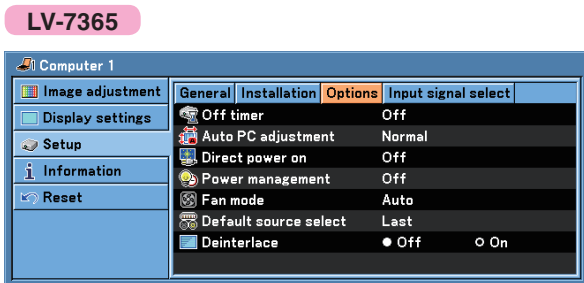 LV-7365
Computer 1
Image adjustment
Display settings
Setup
Information
Reset
General Installation Options Input signal select
Off timer Off
Auto PC adjustment Normal
Direct power on Off
Power management Off
Fan mode Auto
Default source select Last
Deinterlace Off On